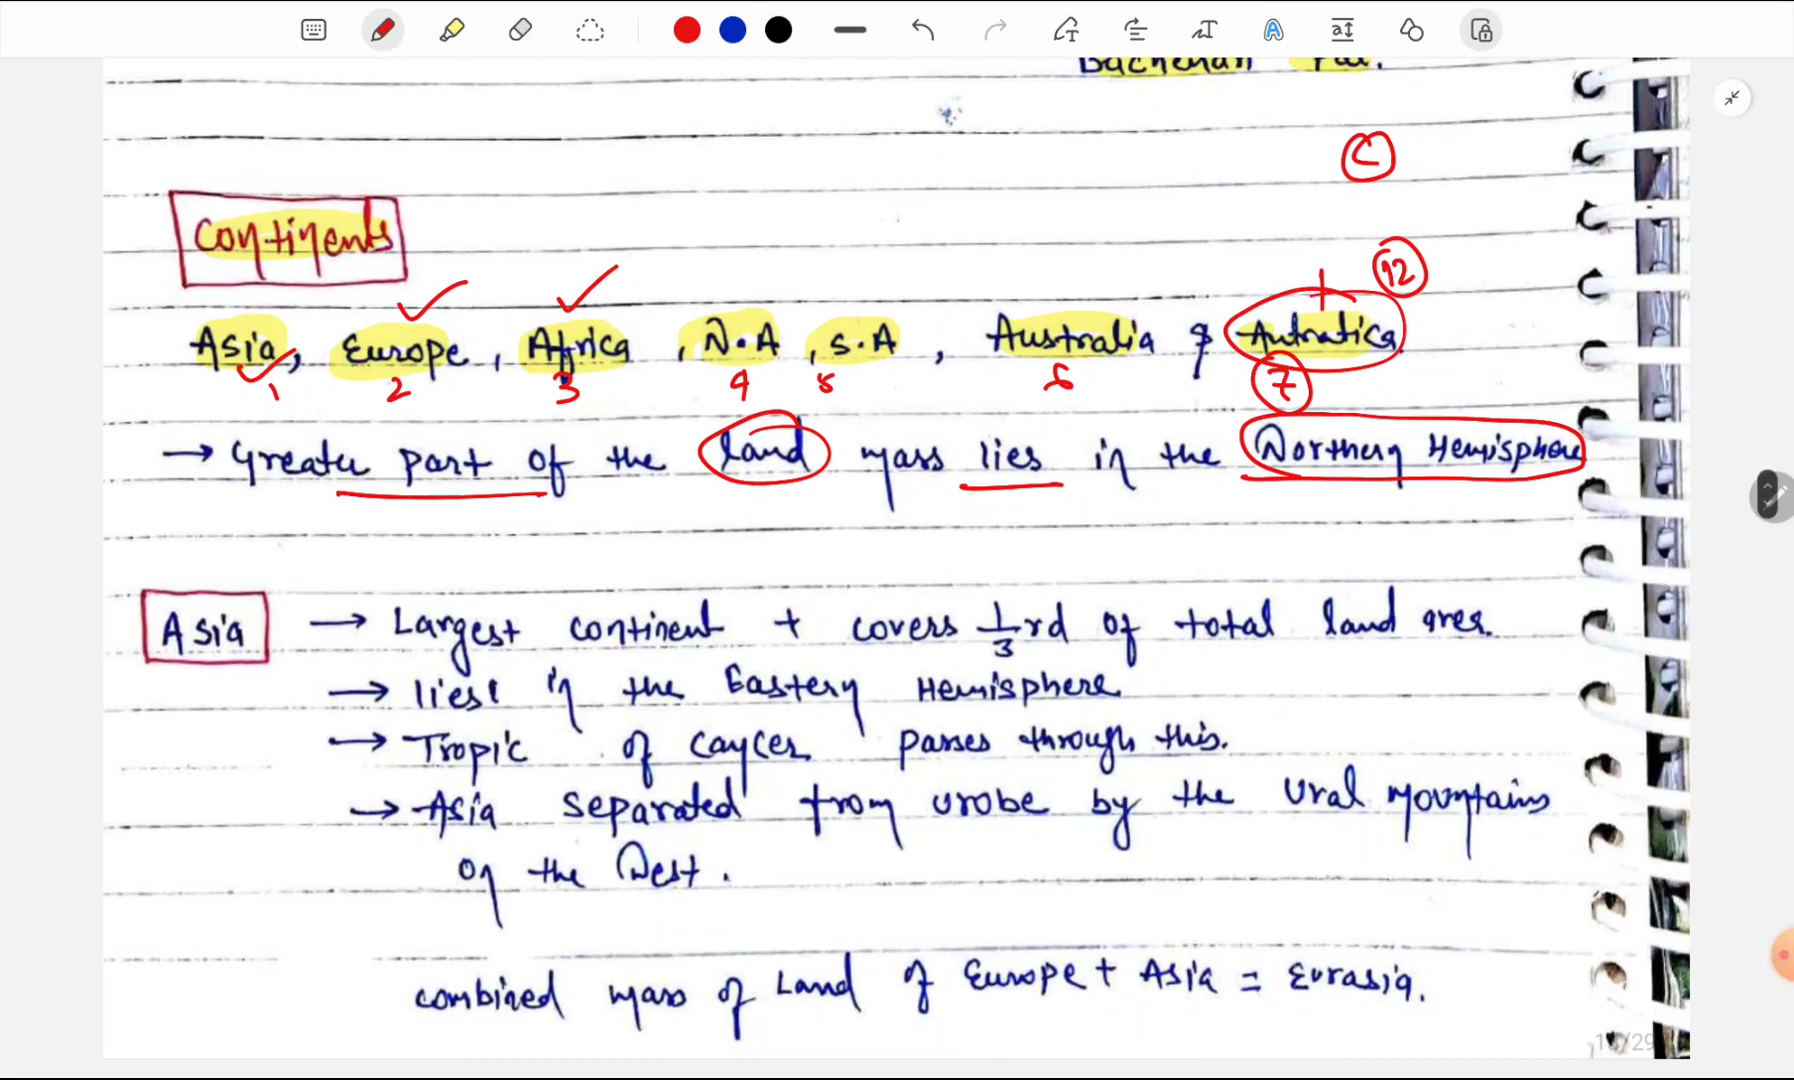 Continents
12
Asia, Europe, Africa, N.A, S.A, Australia & Autratica
1 2 3 4 5 6 7
→ Greater part of the land mass lies in the Northern Hemisphere
Asia → Largest continent + covers 1/3rd of total land area.
→ lies in the Eastern Hemisphere
→ Tropic of Cancer passes through this.
→ Asia separated from urobe by the Ural mountains
on the West.
combined mass of Land of Europe + Asia = Eurasia.